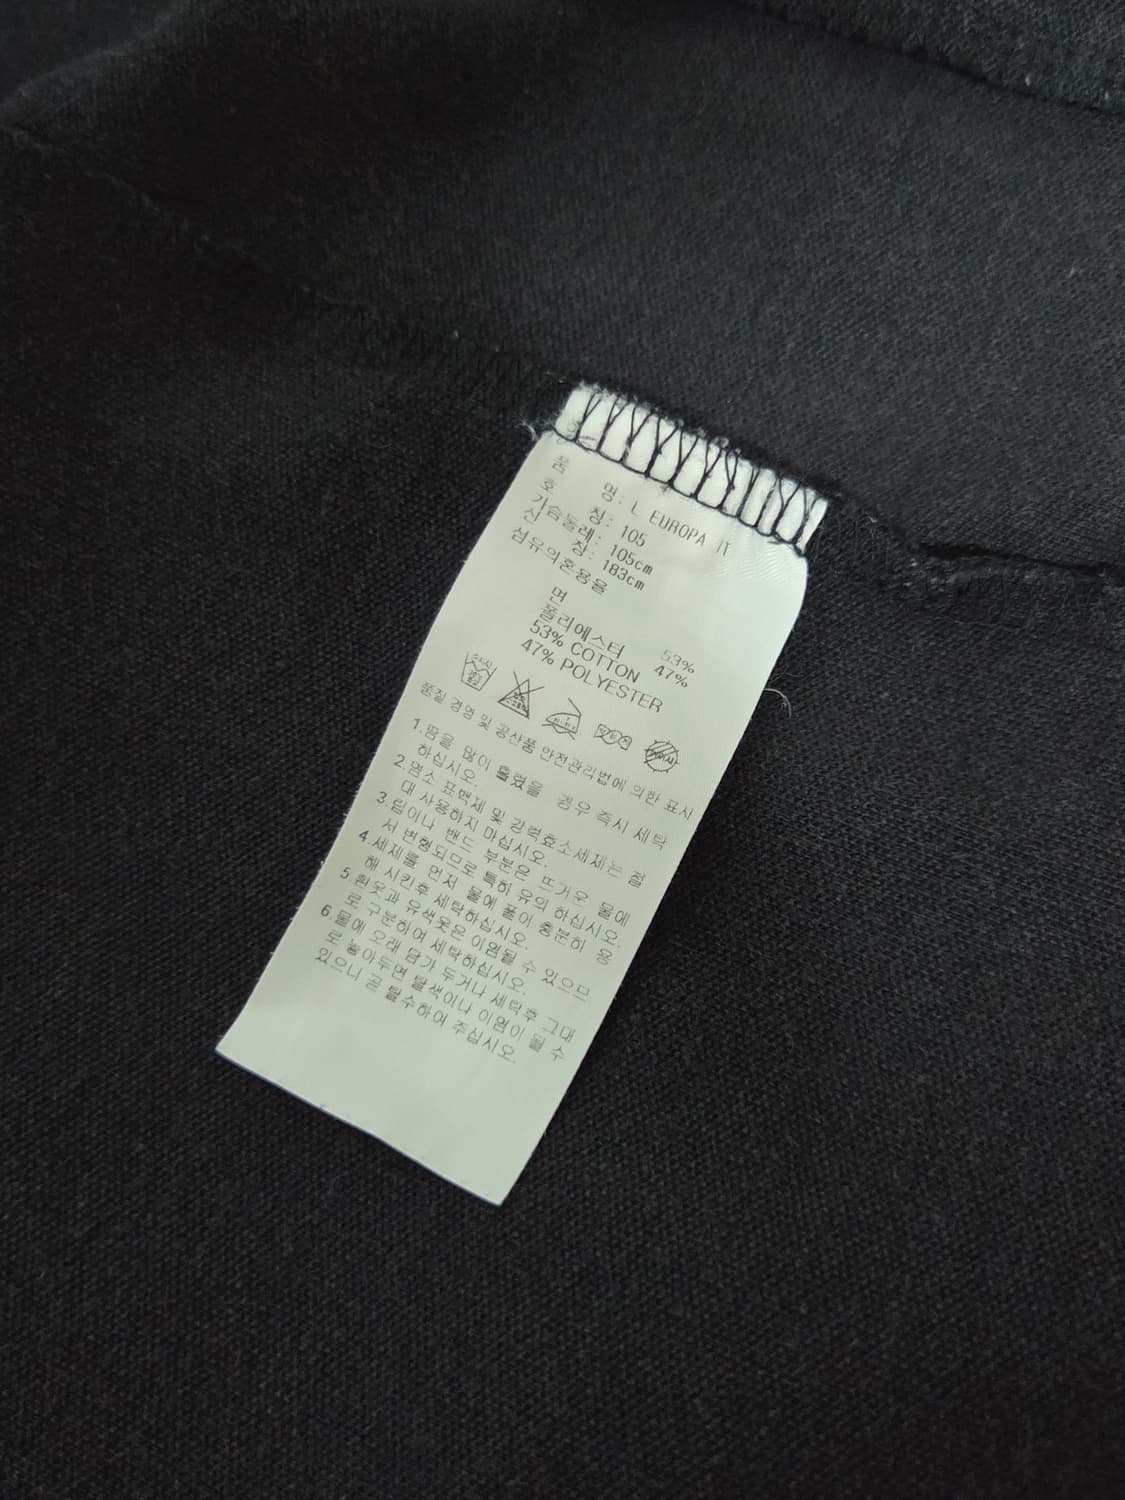 품 명: L EUROPA IT
호 칭: 105
가슴둘레: 105cm
신 장: 183cm
섬유의혼용율
면 53%
폴리에스터 47%
53% COTTON
47% POLYESTER
품질 경영 및 공산품 안전관리법에 의한 표시
1.땀을 많이 흘렸을 경우 즉시 세탁
하십시오.
2.염소 표백제 및 강력효소세제는 절
대 사용하지 마십시오.
3.립이나 밴드 부분은 뜨거운 물에
서 변형되므로 특히 유의 하십시오.
4.세제를 먼저 물에 풀어 충분히 용
해 시킨후 세탁하십시오.
5.흰옷과 유색옷은 이염될 수 있으므
로 구분하여 세탁하십시오.
6.물에 오래 담가 두거나 세탁후 그대
로 놓아두면 탈색이나 이염이 될 수
있으니 곧 탈수하여 주십시오.